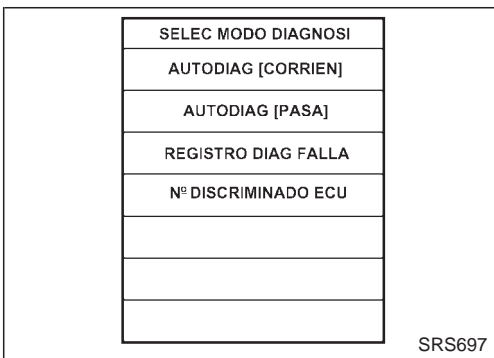 SELEC MODO DIAGNOSI
AUTODIAG [CORRIEN]
AUTODIAG [PASA]
REGISTRO DIAG FALLA
Nº DISCRIMINADO ECU
SRS697